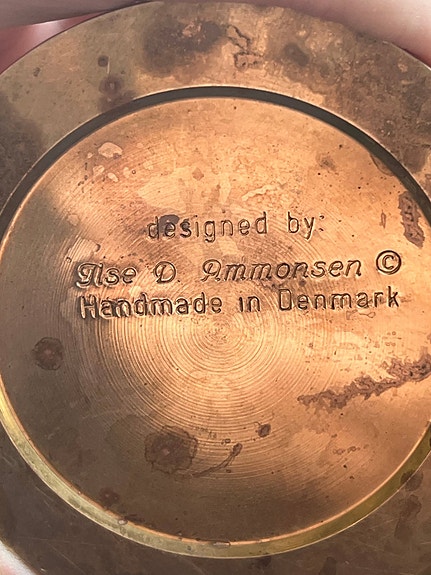 designed by:
Ilse D. Ammonsen ©
Handmade in Denmark